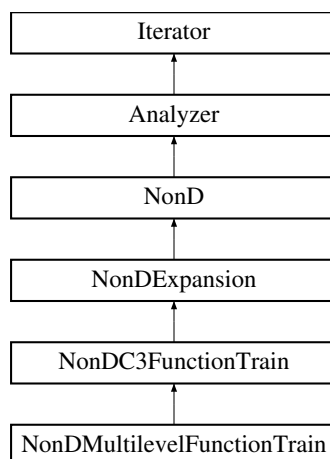 Iterator
Analyzer
NonD
NonDExpansion
NonDC3FunctionTrain
NonDMultilevelFunctionTrain